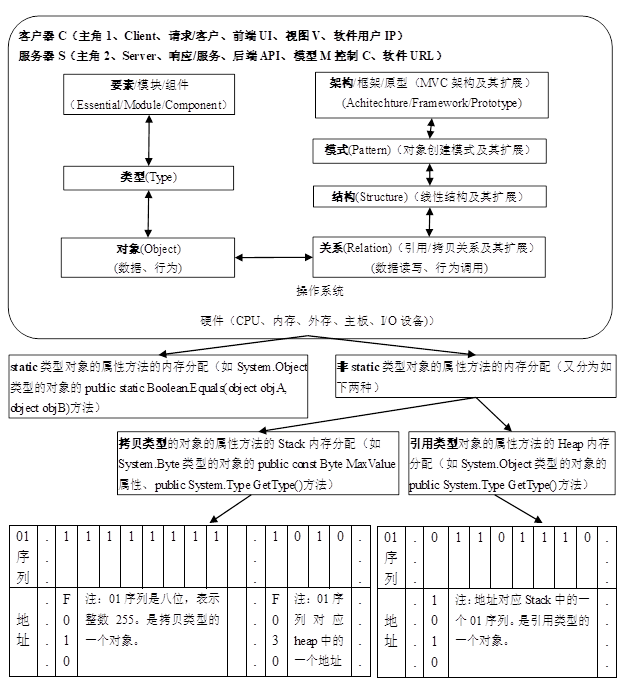 客户器 C（主角 1、Client、请求/客户、前端 UI、视图 V、软件用户 IP）
服务器 S（主角 2、Server、响应/服务、后端 API、模型 M 控制 C、软件 URL）
要素/模块/组件
（Essential/Module/Component）
架构/框架/原型（MVC 架构及其扩展）
(Achitechture/Framework/Prototype)
模式(Pattern)（对象创建模式及其扩展）
类型(Type)
结构(Structure)（线性结构及其扩展）
对象(Object)
(数据、行为)
关系(Relation)（引用/拷贝关系及其扩展）
（数据读写、行为调用）
操作系统
硬件（CPU、内存、外存、主板、I/O 设备))
static 类型对象的属性方法的内存分配（如 System.Object
类型的对象的 public static Boolean.Equals(object objA,
object objB)方法）
非 static 类型对象的属性方法的内存分配（又分为如
下两种）
拷贝类型的对象的属性方法的 Stack 内存分配（如
System.Byte 类型的对象的 public const Byte MaxValue
属性、public System.Type GetType()方法）
引用类型对象的属性方法的 Heap 内存
分配（如 System.Object 类型的对象的
public System.Type GetType()方法）
01 . 1 1 1 1 1 1 1 1 . . 1 0 1 0 .
序 . . . .
列 . . . .
地 . F 注：01 序列是八位，表示 . . F 注：01 序 .
址 . 0 整数 255。是拷贝类型的 . . 0 列对应 .
. 1 一个对象。 . . 3 heap 中的 .
0 0 一个地址
01 . 0 1 1 0 1 1 1 0 .
序 . .
列 . .
地 . 1 注：地址对应 Stack 中的一 .
址 . 0 个 01 序列。是引用类型的 .
. 1 一个对象。 .
0